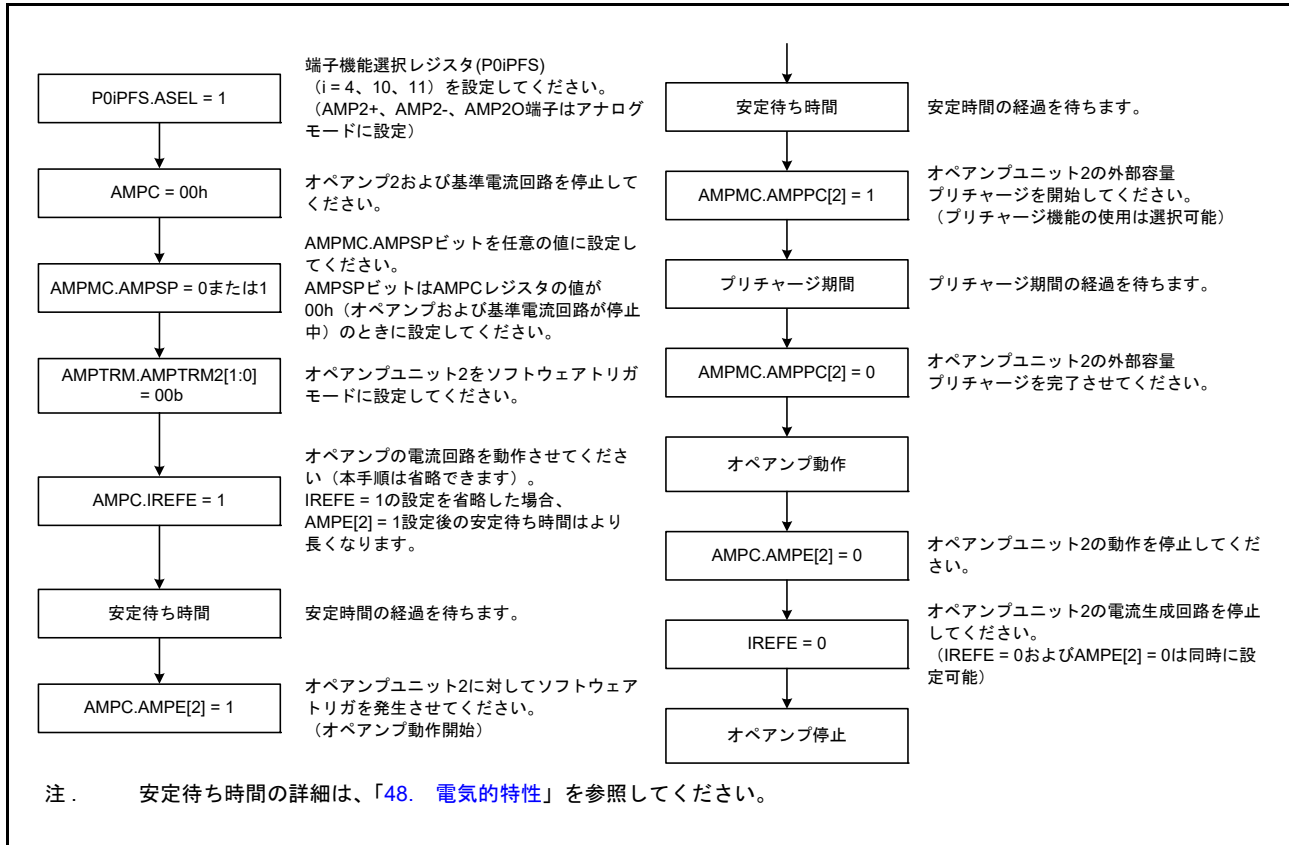 P0iPFS.ASEL = 1
端子機能選択レジスタ(P0iPFS)
（i = 4、10、11）を設定してください。
（AMP2+、AMP2-、AMP2O端子はアナログ
モードに設定）
AMPC = 00h
オペアンプ2および基準電流回路を停止して
ください。
AMPMC.AMPSP = 0または1
AMPMC.AMPSPビットを任意の値に設定し
てください。
AMPSPビットはAMPCレジスタの値が
00h（オペアンプおよび基準電流回路が停止
中）のときに設定してください。
AMPTRM.AMPTRM2[1:0]
= 00b
オペアンプユニット2をソフトウェアトリガ
モードに設定してください。
AMPC.IREFE = 1
オペアンプの電流回路を動作させてくださ
い（本手順は省略できます）。
IREFE = 1の設定を省略した場合、
AMPE[2] = 1設定後の安定待ち時間はより
長くなります。
安定待ち時間
安定時間の経過を待ちます。
AMPC.AMPE[2] = 1
オペアンプユニット2に対してソフトウェア
トリガを発生させてください。
（オペアンプ動作開始）
安定待ち時間
安定時間の経過を待ちます。
AMPMC.AMPPC[2] = 1
オペアンプユニット2の外部容量
プリチャージを開始してください。
（プリチャージ機能の使用は選択可能）
プリチャージ期間
プリチャージ期間の経過を待ちます。
AMPMC.AMPPC[2] = 0
オペアンプユニット2の外部容量
プリチャージを完了させてください。
オペアンプ動作
AMPC.AMPE[2] = 0
オペアンプユニット2の動作を停止してくだ
さい。
IREFE = 0
オペアンプユニット2の電流生成回路を停止
してください。
（IREFE = 0およびAMPE[2] = 0は同時に設
定可能）
オペアンプ停止
注 . 安定待ち時間の詳細は、「48. 電気的特性」を参照してください。